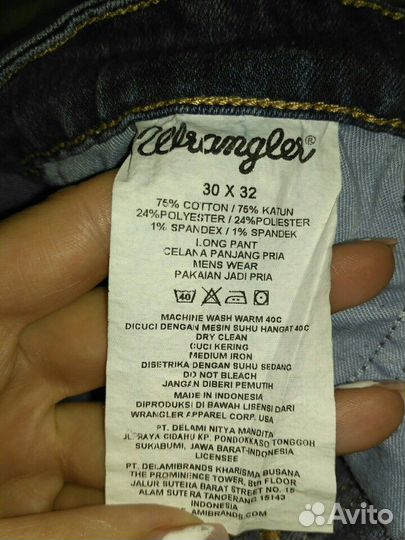 Wrangler®
30 X 32
75% COTTON / 75% KATUN
24%POLYESTER / 24%POLIESTER
1% SPANDEX / 1% SPANDEK
LONG PANT
CELANA PANJANG PRIA
MENS WEAR
PAKAIAN JADI PRIA
40
MACHINE WASH WARM 40C
DICUCI DENGAN MESIN SUHU HANGAT 40C
DRY CLEAN
CUCI KERING
MEDIUM IRON
DISETRIKA DENGAN SUHU SEDANG
DO NOT BLEACH
JANGAN DIBERI PEMUTIH
MADE IN INDONESIA
DIPRODUKSI DI BAWAH LISENSI DARI
WRANGLER APPAREL CORP. USA
PT. DELAMI NITYA MANDITA
JL. RAYA CIDAHU KP. PONDOKKASO TONGGOH
SUKABUMI, JAWA BARAT-INDONESIA
LICENSEE
PT. DELAMIBRANDS KHARISMA BUSANA
THE PROMINENCE TOWER, 8th FLOOR
JALUR SUTERA BARAT STREET NO. 15
ALAM SUTERA TANGERANG 15143
INDONESIA
AMIBRANDS.COM
Avito